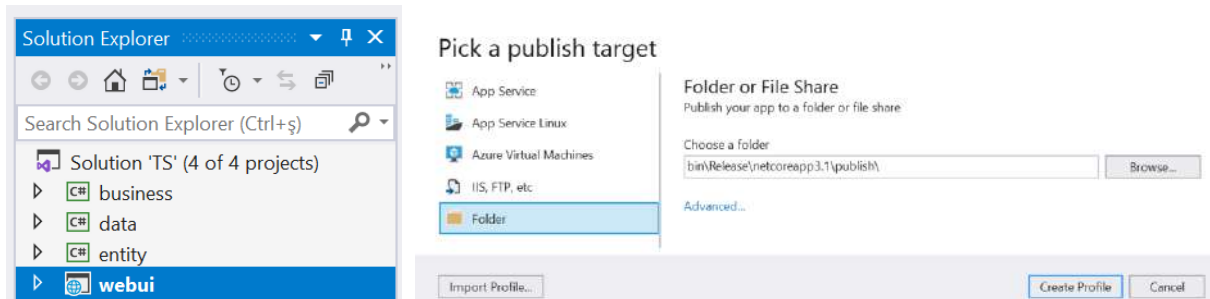 Solution Explorer
Search Solution Explorer (Ctrl+ş)
Solution 'TS' (4 of 4 projects)
C# business
C# data
C# entity
webui
Pick a publish target
App Service
App Service Linux
Azure Virtual Machines
IIS, FTP, etc
Folder
Folder or File Share
Publish your app to a folder or file share
Choose a folder
bin\Release\netcoreapp3.1\publish\
Browse...
Advanced...
Import Profile...
Create Profile
Cancel